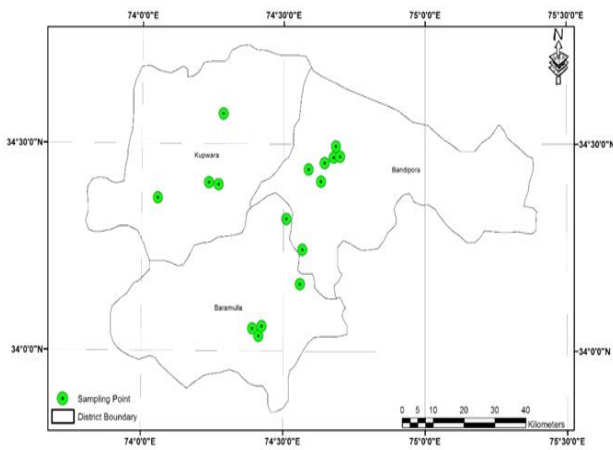 74°0'0"E 74°30'0"E 75°0'0"E 75°30'0"E
N
34°30'0"N 34°30'0"N
Kupwara
Bandipora
Baramulla
34°0'0"N 34°0'0"N
Sampling Point
District Boundary
0 5 10 20 30 40
Kilometers
74°0'0"E 74°30'0"E 75°0'0"E 75°30'0"E